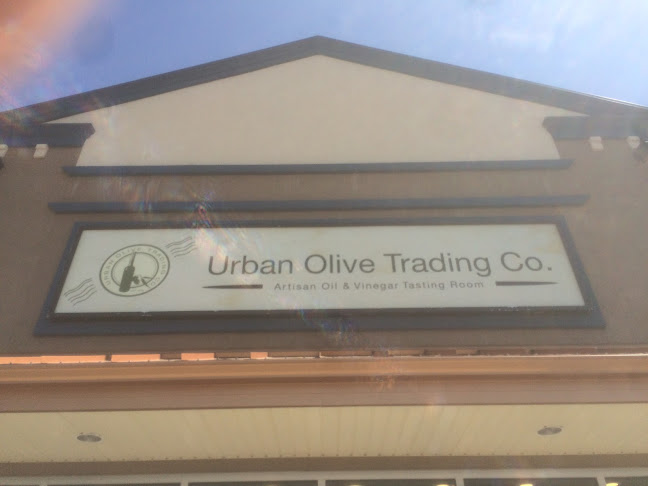 Urban Olive Trading Co.
Artisan Oil & Vinegar Tasting Room